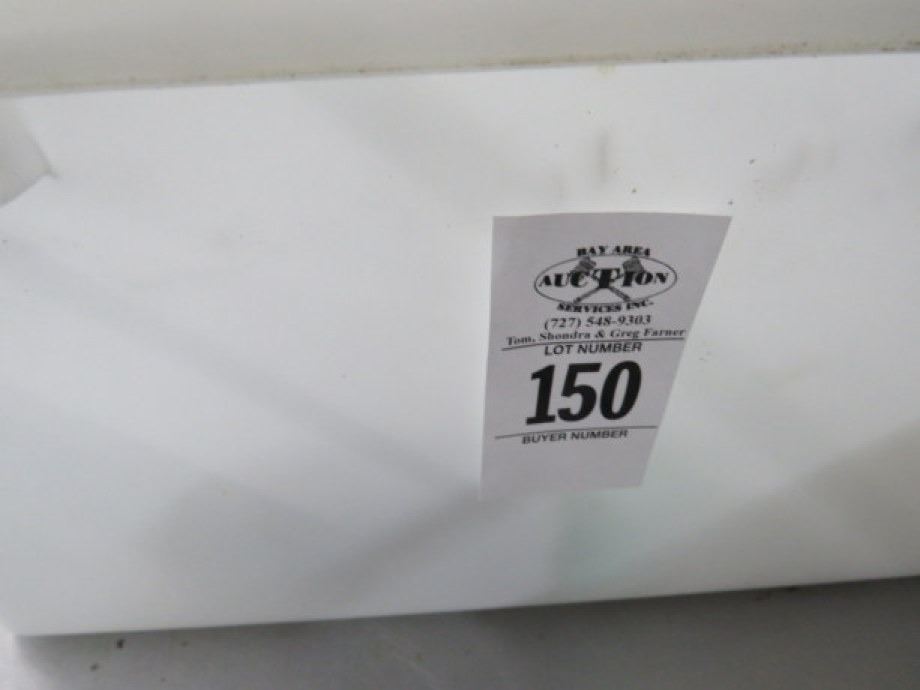 BAY AREA
AUCTION
SERVICES INC.
(727) 548-9303
Tom, Shondra & Greg Farner
LOT NUMBER
150
BUYER NUMBER